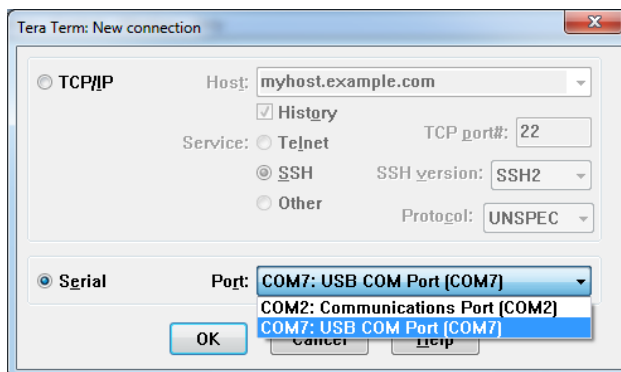 Tera Term: New connection
TCP/IP Host: myhost.example.com
History
Service: Telnet TCP port#: 22
SSH SSH version: SSH2
Other Protocol: UNSPEC
Serial Port: COM7: USB COM Port (COM7)
COM2: Communications Port (COM2)
COM7: USB COM Port (COM7)
OK Cancel Help